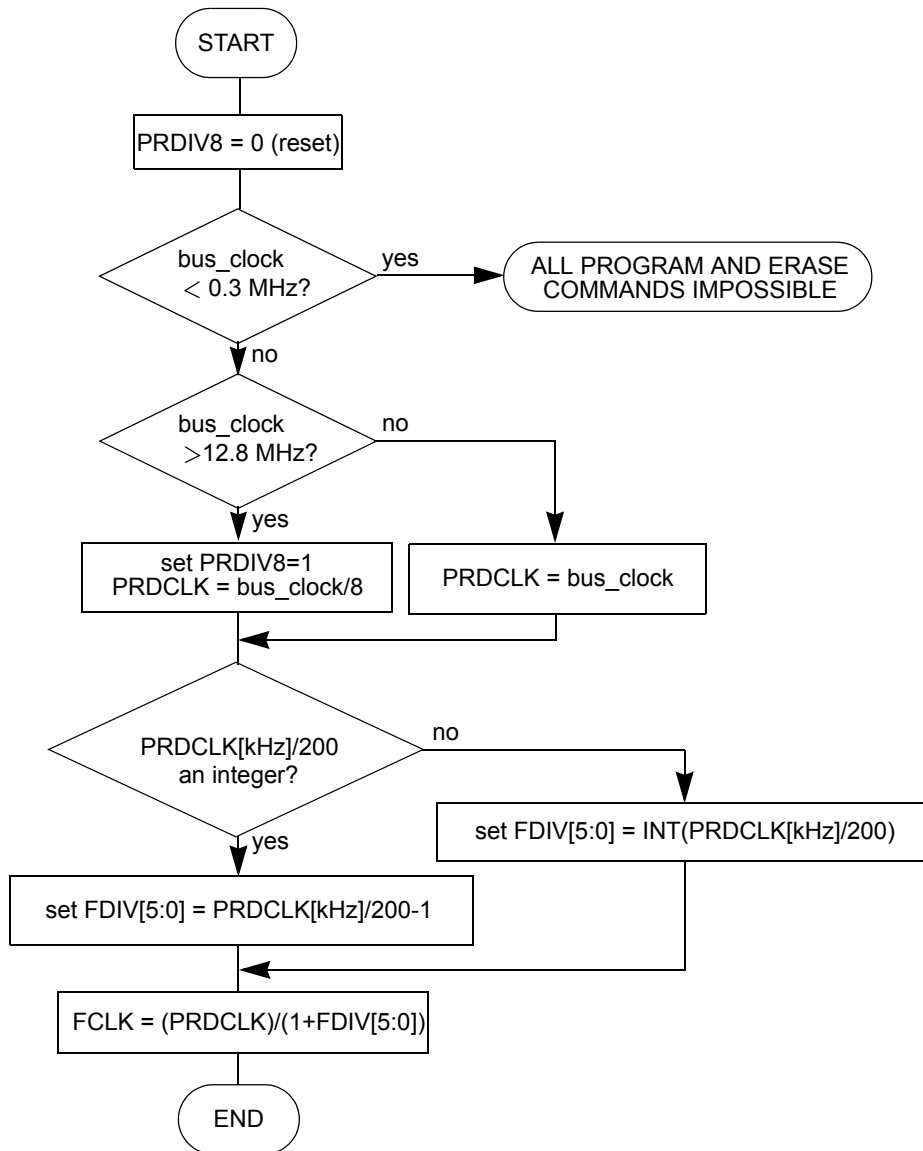 START
PRDIV8 = 0 (reset)
bus_clock
< 0.3 MHz?
yes
ALL PROGRAM AND ERASE
COMMANDS IMPOSSIBLE
no
bus_clock
>12.8 MHz?
no
yes
set PRDIV8=1
PRDCLK = bus_clock/8
PRDCLK = bus_clock
PRDCLK[kHz]/200
an integer?
no
set FDIV[5:0] = INT(PRDCLK[kHz]/200)
yes
set FDIV[5:0] = PRDCLK[kHz]/200-1
FCLK = (PRDCLK)/(1+FDIV[5:0])
END